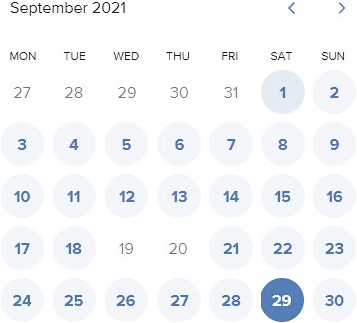 September 2021
MON TUE WED THU FRI SAT SUN
27 28 29 30 31 1 2
3 4 5 6 7 8 9
10 11 12 13 14 15 16
17 18 19 20 21 22 23
24 25 26 27 28 29 30